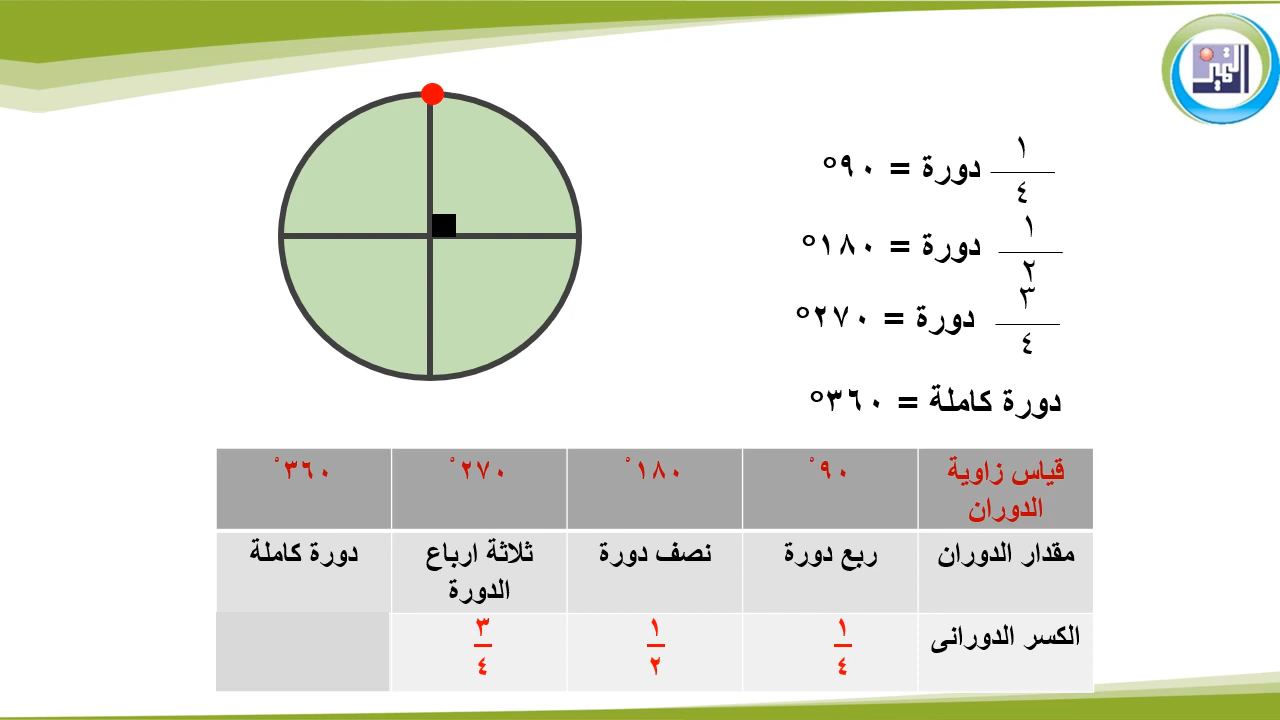 التميز
١/٤ دورة = ٩٠°
١/٢ دورة = ١٨٠°
٣/٤ دورة = ٢٧٠°
دورة كاملة = ٣٦٠°
قياس زاوية الدوران ٩٠ْ ١٨٠ْ ٢٧٠ْ ٣٦٠ْ
مقدار الدوران ربع دورة نصف دورة ثلاثة ارباع الدورة دورة كاملة
الكسر الدورانى ١/٤ ١/٢ ٣/٤